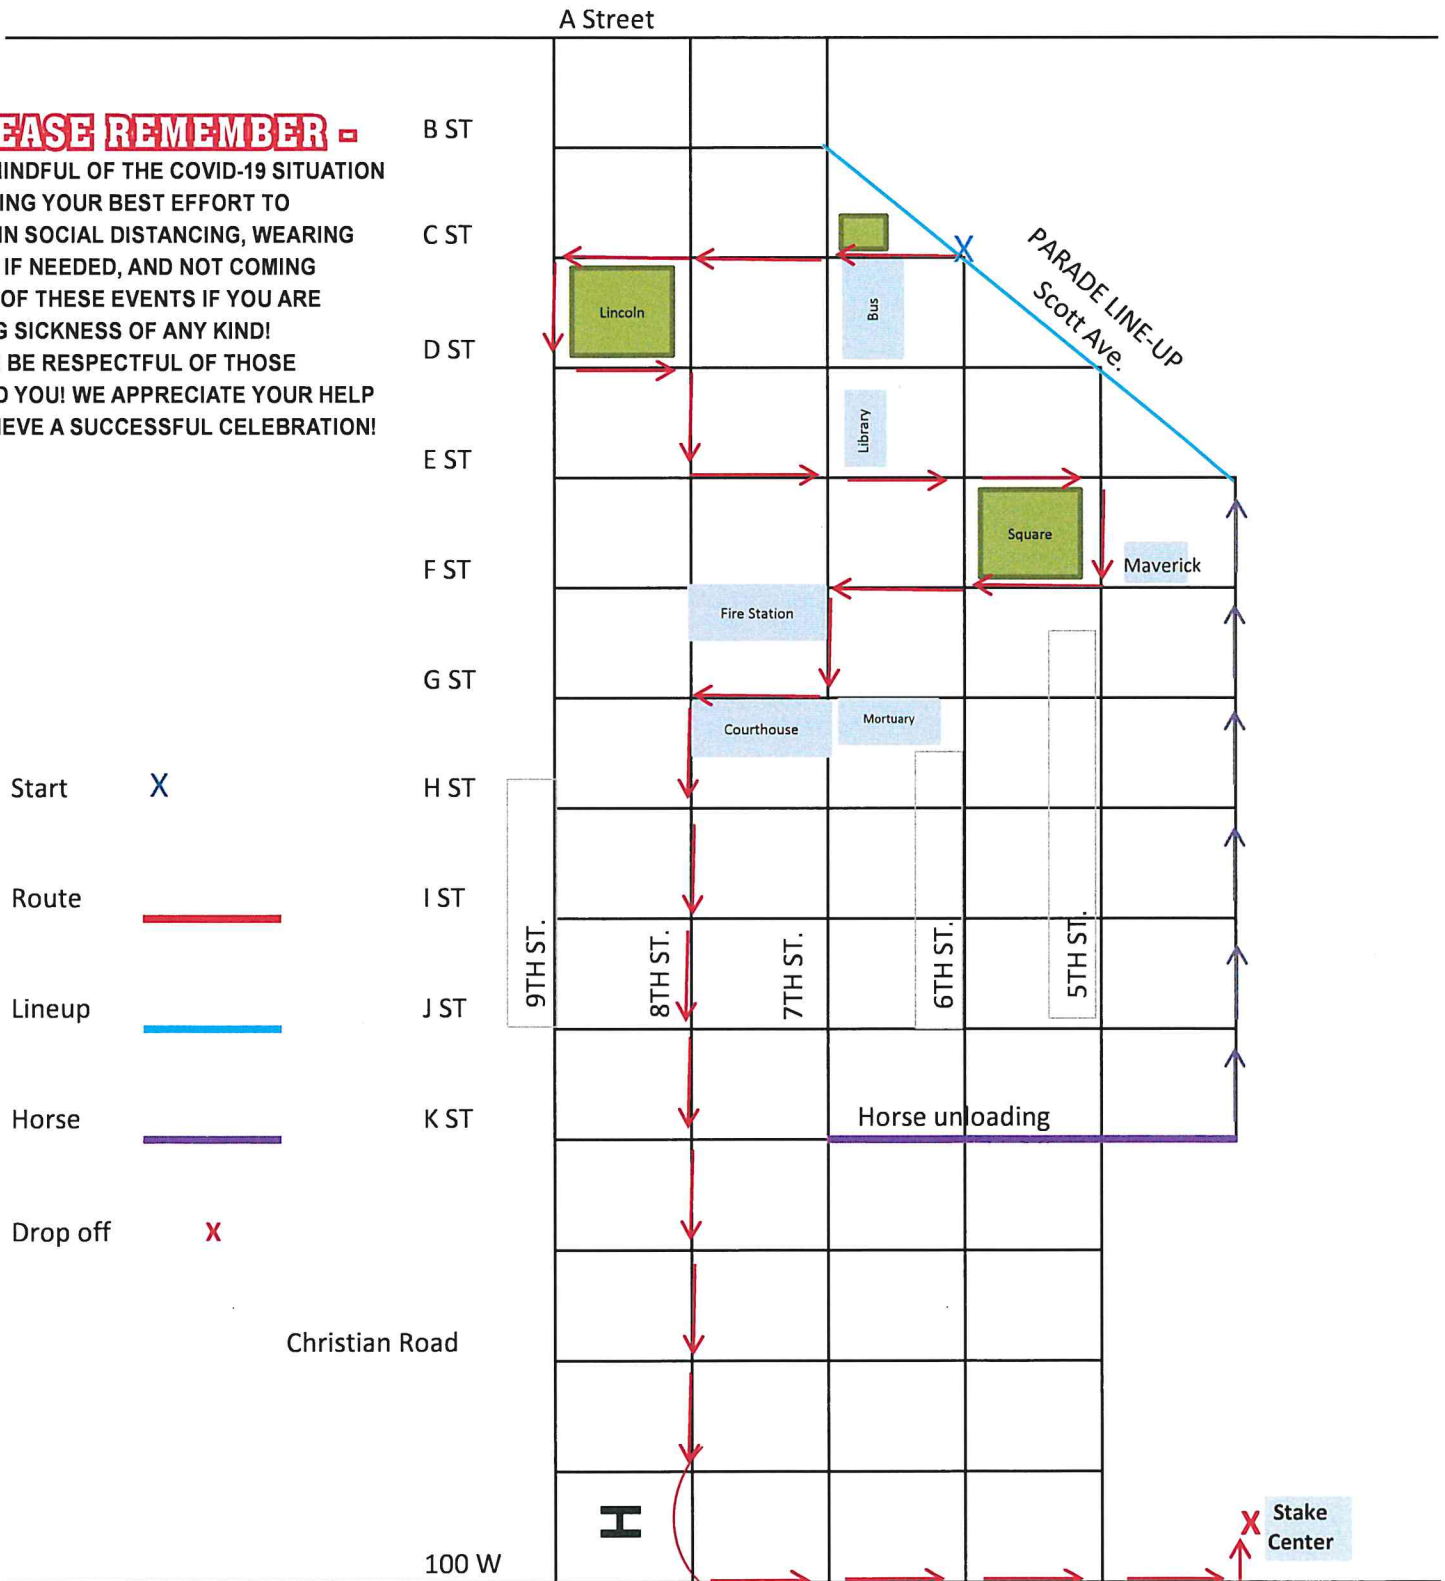 A Street
EASE REMEMBER -
INDFUL OF THE COVID-19 SITUATION
ING YOUR BEST EFFORT TO
IN SOCIAL DISTANCING, WEARING
IF NEEDED, AND NOT COMING
OF THESE EVENTS IF YOU ARE
G SICKNESS OF ANY KIND!
BE RESPECTFUL OF THOSE
D YOU! WE APPRECIATE YOUR HELP
IEVE A SUCCESSFUL CELEBRATION!
B ST
C ST
D ST
E ST
F ST
G ST
H ST
I ST
J ST
K ST
Christian Road
100 W
X
PARADE LINE-UP
Scott Ave.
Lincoln
Bus
Library
Square
Maverick
Fire Station
Courthouse
Mortuary
9TH ST.
8TH ST.
7TH ST.
6TH ST.
5TH ST.
Horse unloading
Start X
Route
Lineup
Horse
Drop off X
H
X Stake
Center